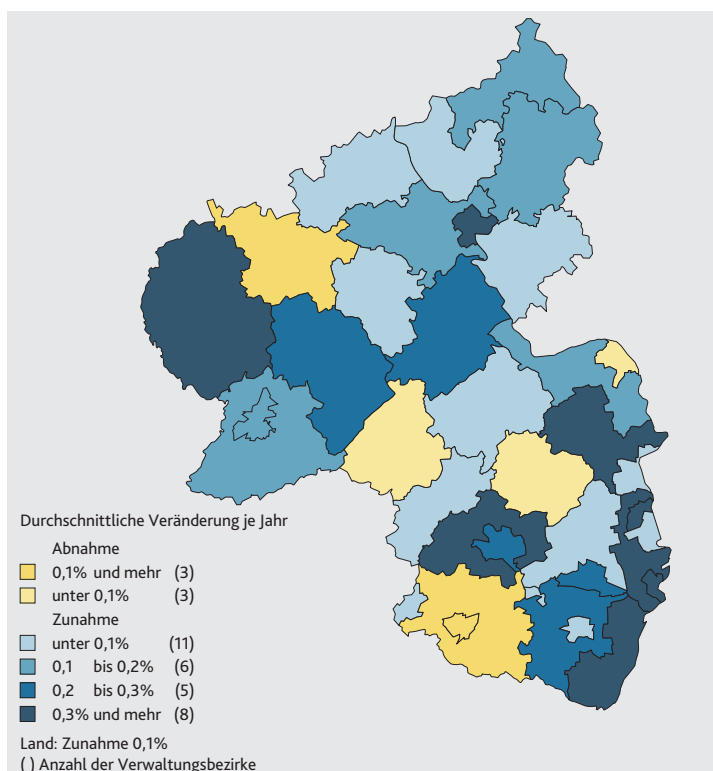 Durchschnittliche Veränderung je Jahr
Abnahme
0,1% und mehr (3)
unter 0,1% (3)
Zunahme
unter 0,1% (11)
0,1 bis 0,2% (6)
0,2 bis 0,3% (5)
0,3% und mehr (8)
Land: Zunahme 0,1%
( ) Anzahl der Verwaltungsbezirke